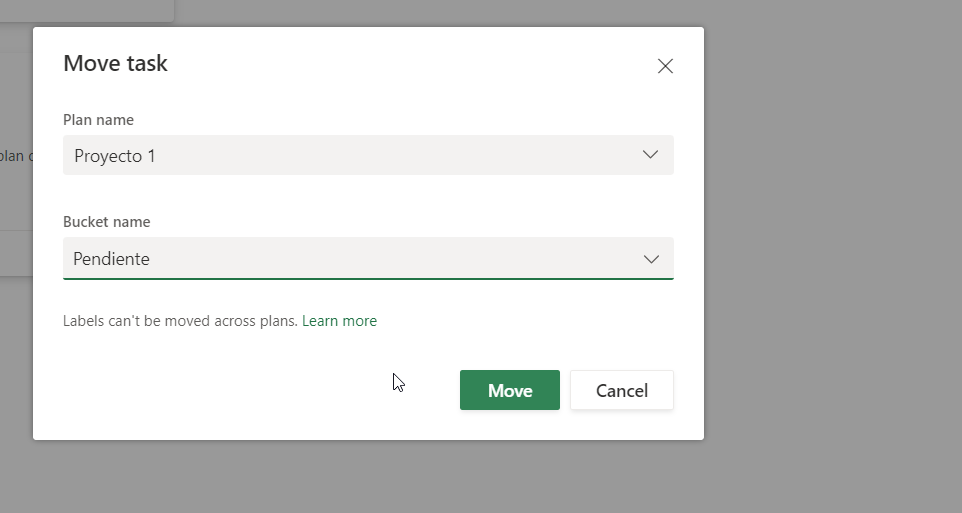 Move task
Plan name
Proyecto 1
plan
Bucket name
Pendiente
Labels can't be moved across plans. Learn more
Move
Cancel